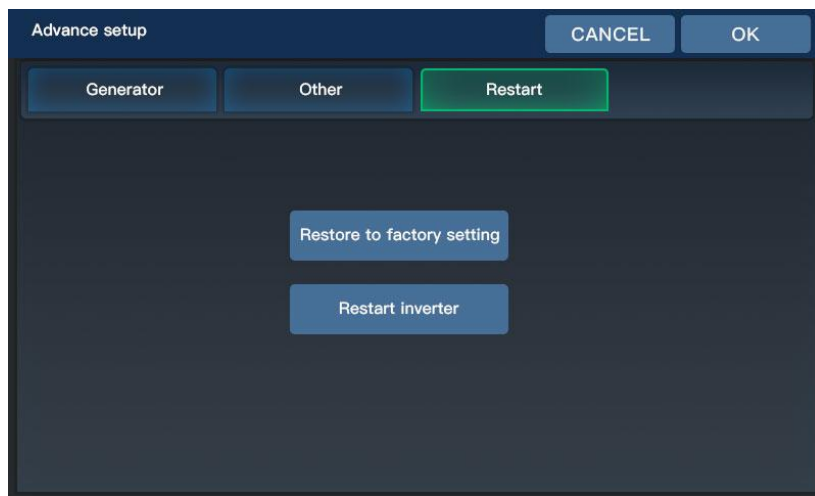 Advance setup
CANCEL
OK
Generator
Other
Restart
Restore to factory setting
Restart inverter